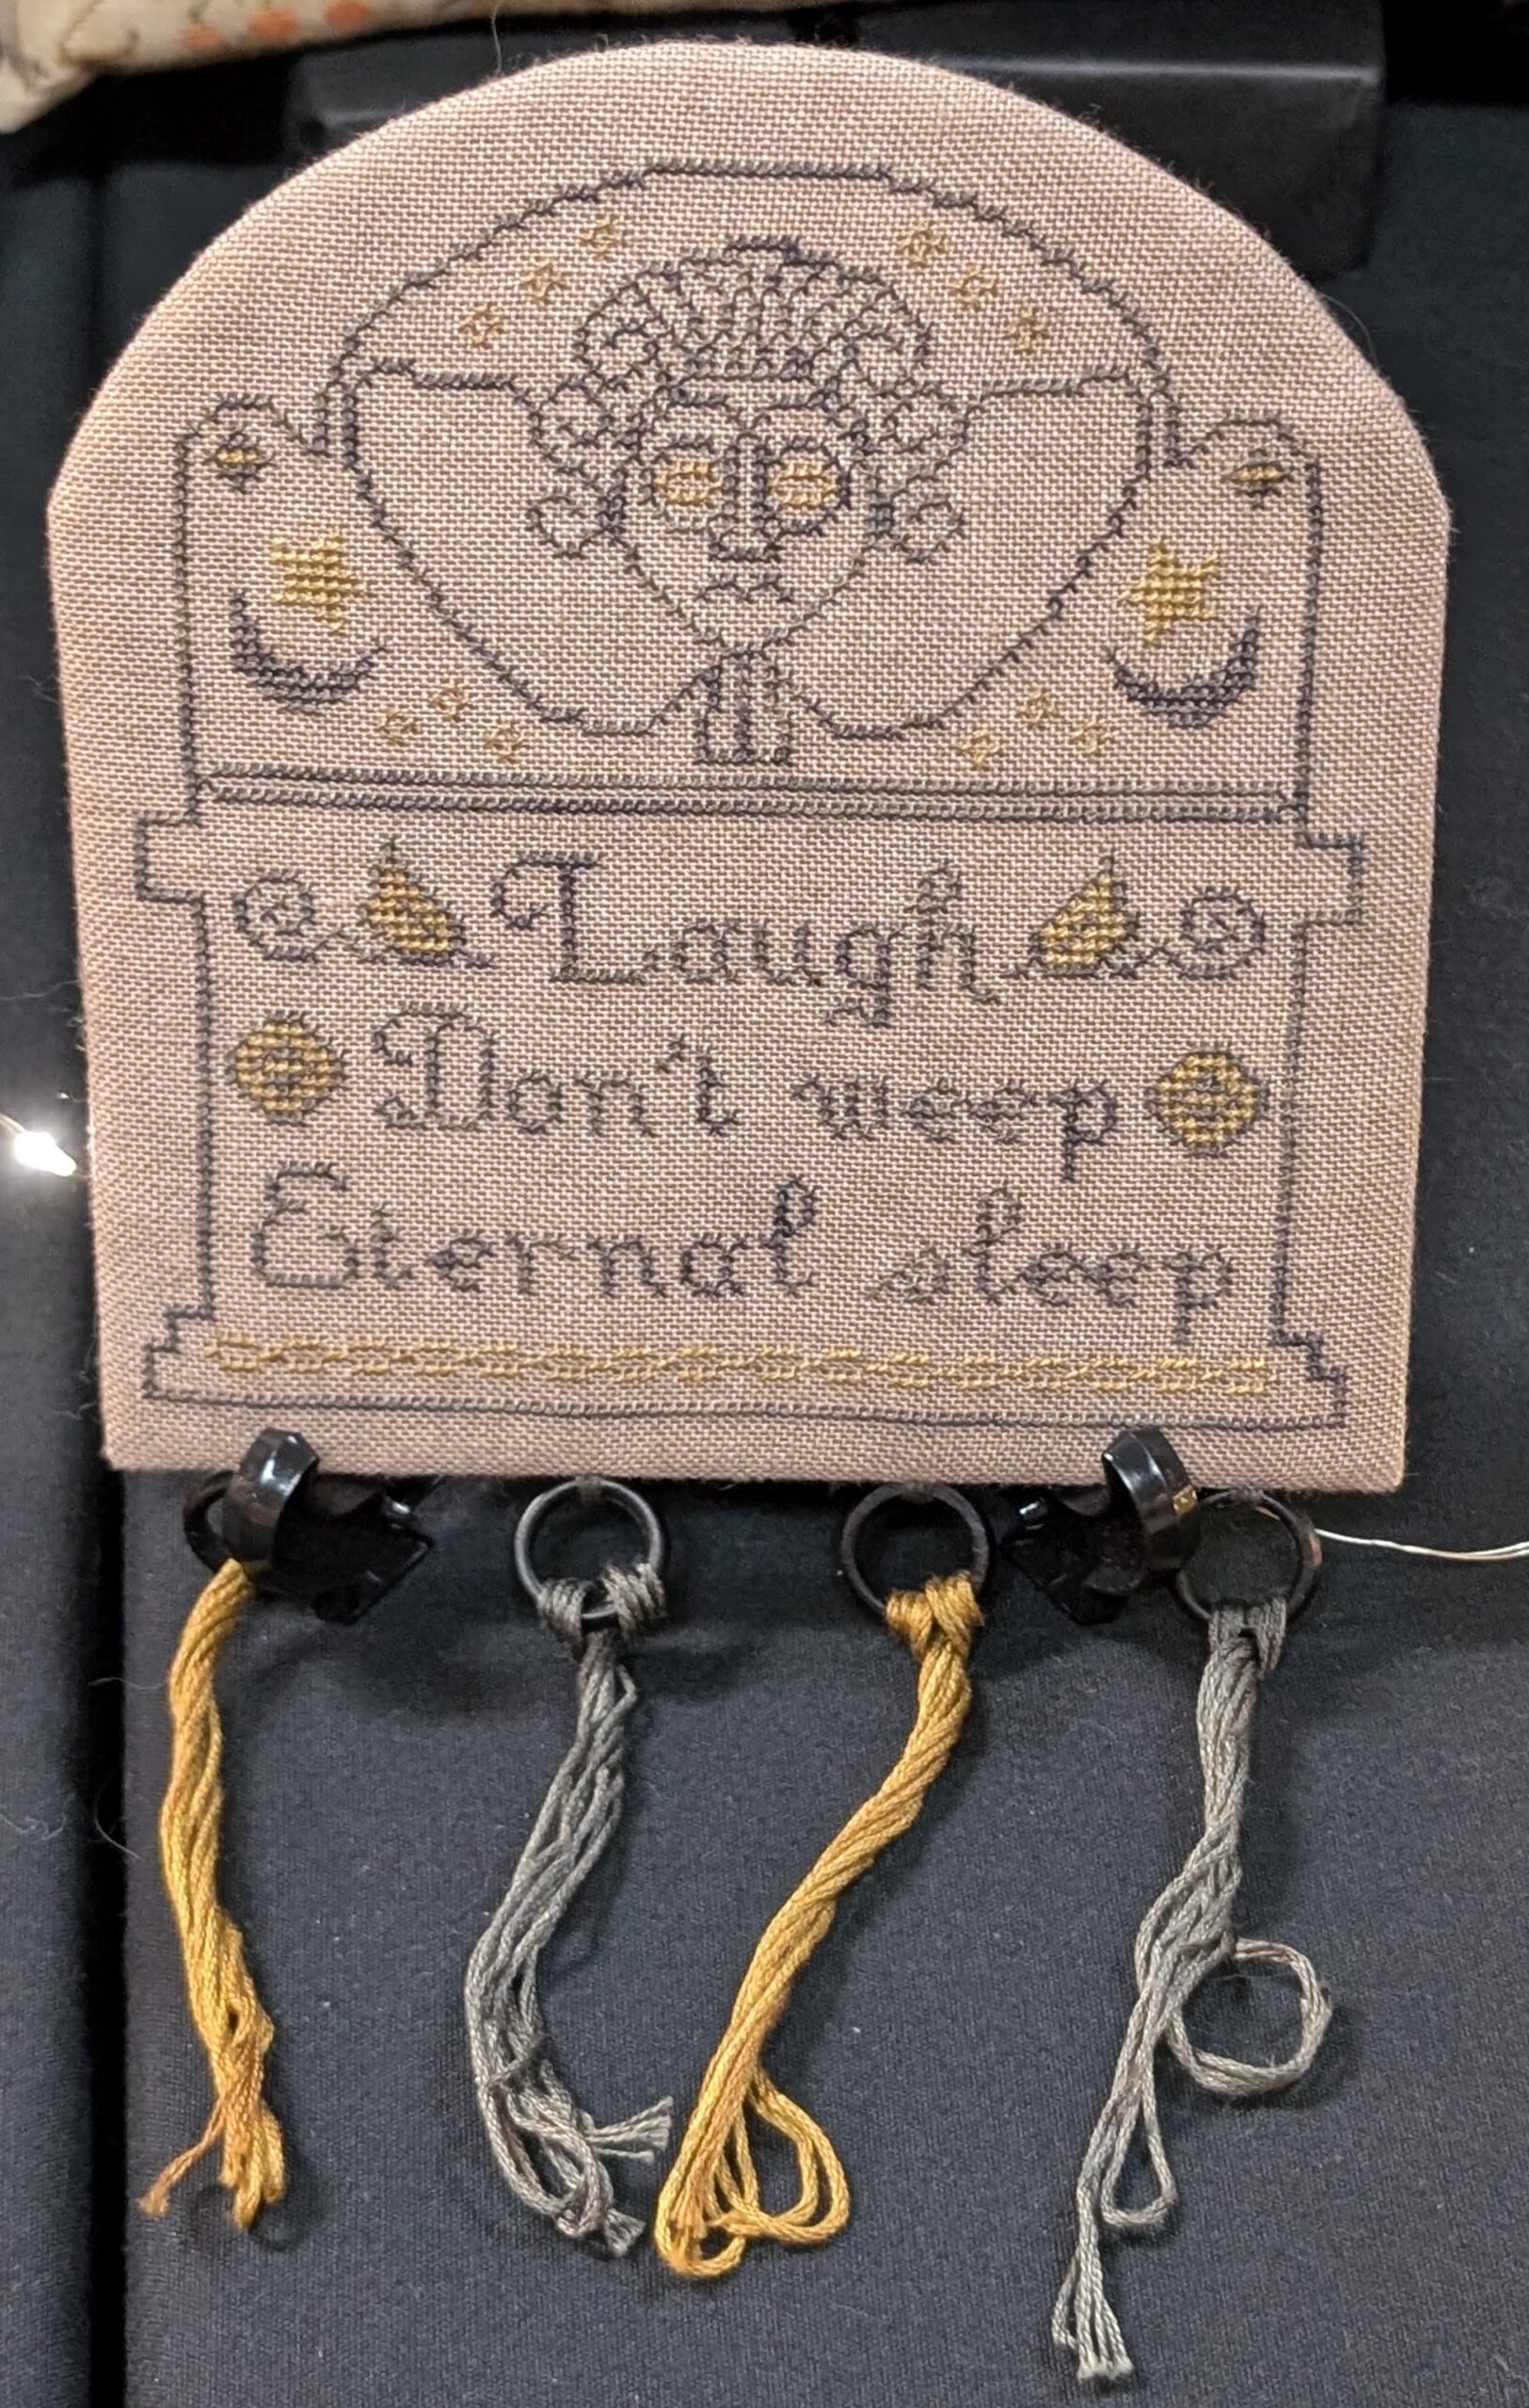 Laugh
Don't weep
Eternal sleep